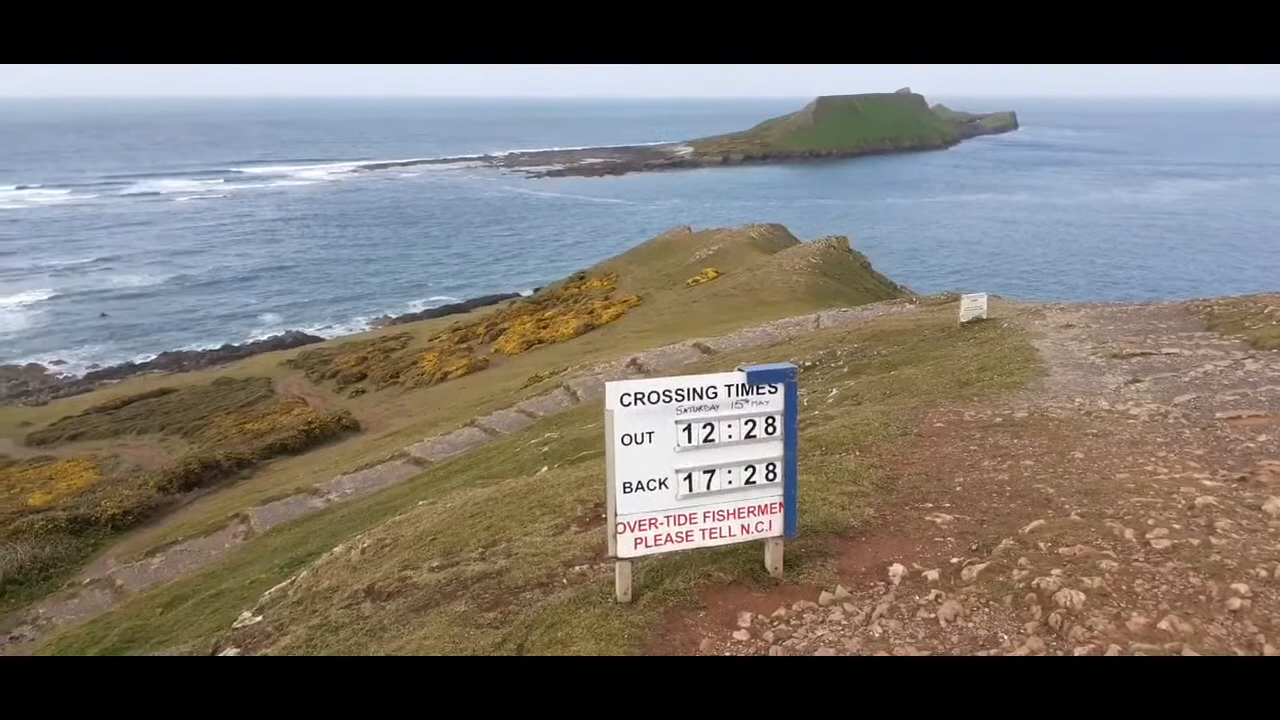 CROSSING TIMES
SATURDAY 15TH MAY
OUT 12:28
BACK 17:28
OVER-TIDE FISHERMEN
PLEASE TELL N.C.I